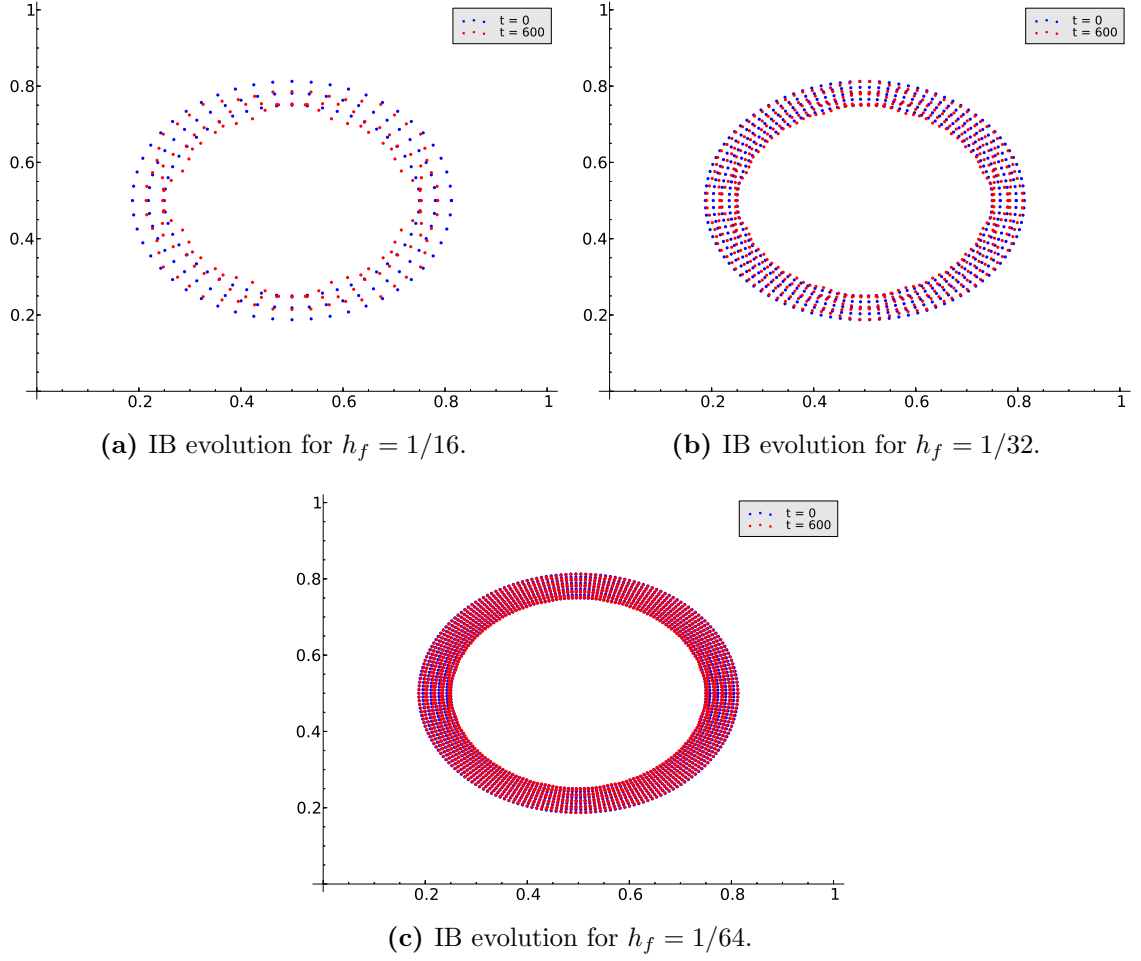 1
t = 0
t = 600
0.8
0.6
0.4
0.2
0.2 0.4 0.6 0.8 1
(a) IB evolution for h_f = 1/16.
1
t = 0
t = 600
0.8
0.6
0.4
0.2
0.2 0.4 0.6 0.8 1
(b) IB evolution for h_f = 1/32.
1
t = 0
t = 600
0.8
0.6
0.4
0.2
0.2 0.4 0.6 0.8 1
(c) IB evolution for h_f = 1/64.